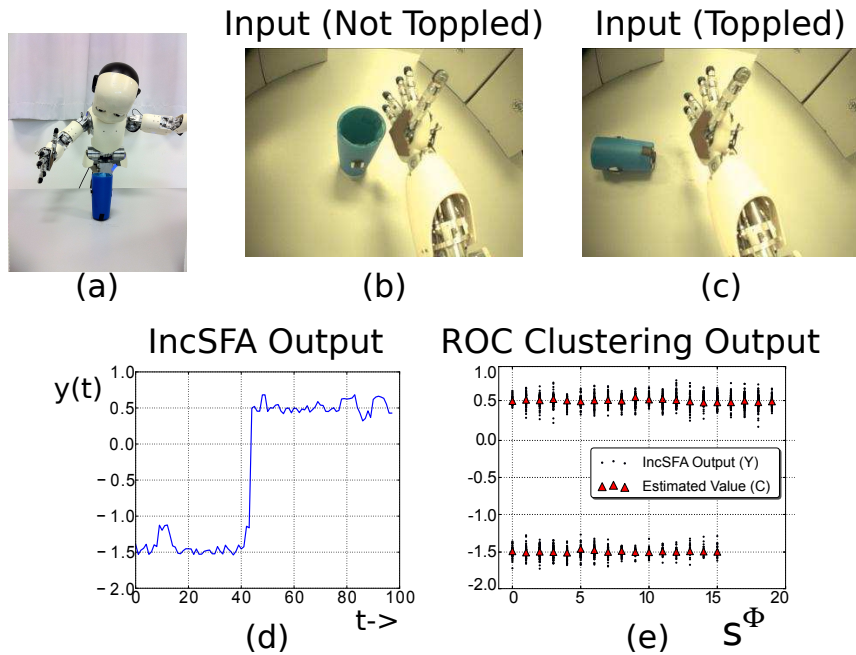 Input (Not Toppled)
Input (Toppled)
(a)
(b)
(c)
IncSFA Output
y(t)
1.0
0.5
0.0
−0.5
−1.0
−1.5
−2.0
0
20
40
60
80
100
t->
(d)
ROC Clustering Output
1.0
0.5
0.0
-0.5
-1.0
-1.5
-2.0
IncSFA Output (Y)
Estimated Value (C)
0
5
10
15
20
(e)
S^Φ